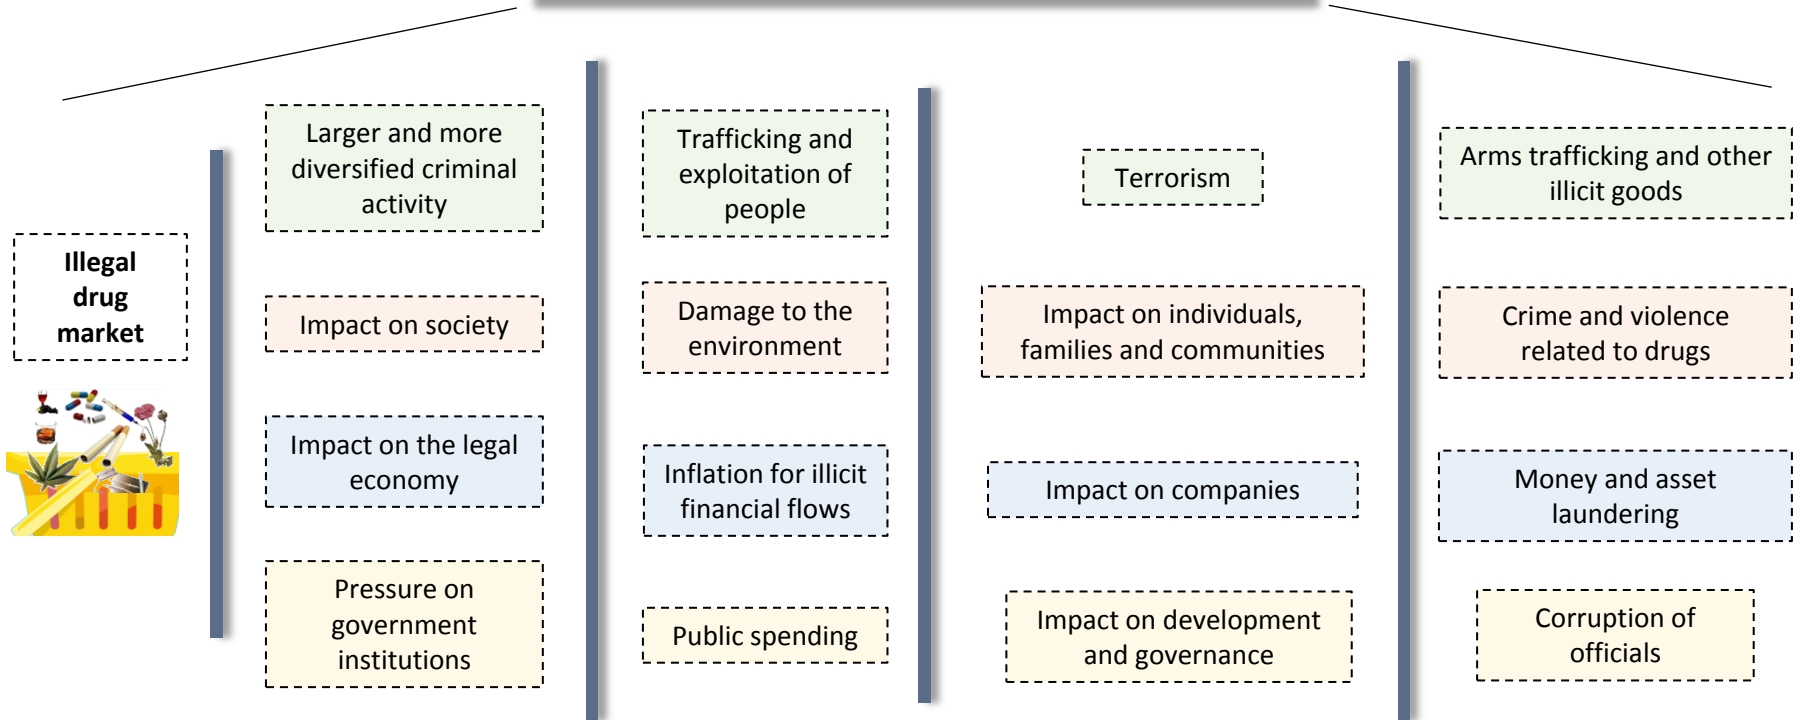 Illegal
drug
market
Larger and more
diversified criminal
activity
Trafficking and
exploitation of
people
Terrorism
Arms trafficking and other
illicit goods
Impact on society
Damage to the
environment
Impact on individuals,
families and communities
Crime and violence
related to drugs
Impact on the legal
economy
Inflation for illicit
financial flows
Impact on companies
Money and asset
laundering
Pressure on
government
institutions
Public spending
Impact on development
and governance
Corruption of
officials